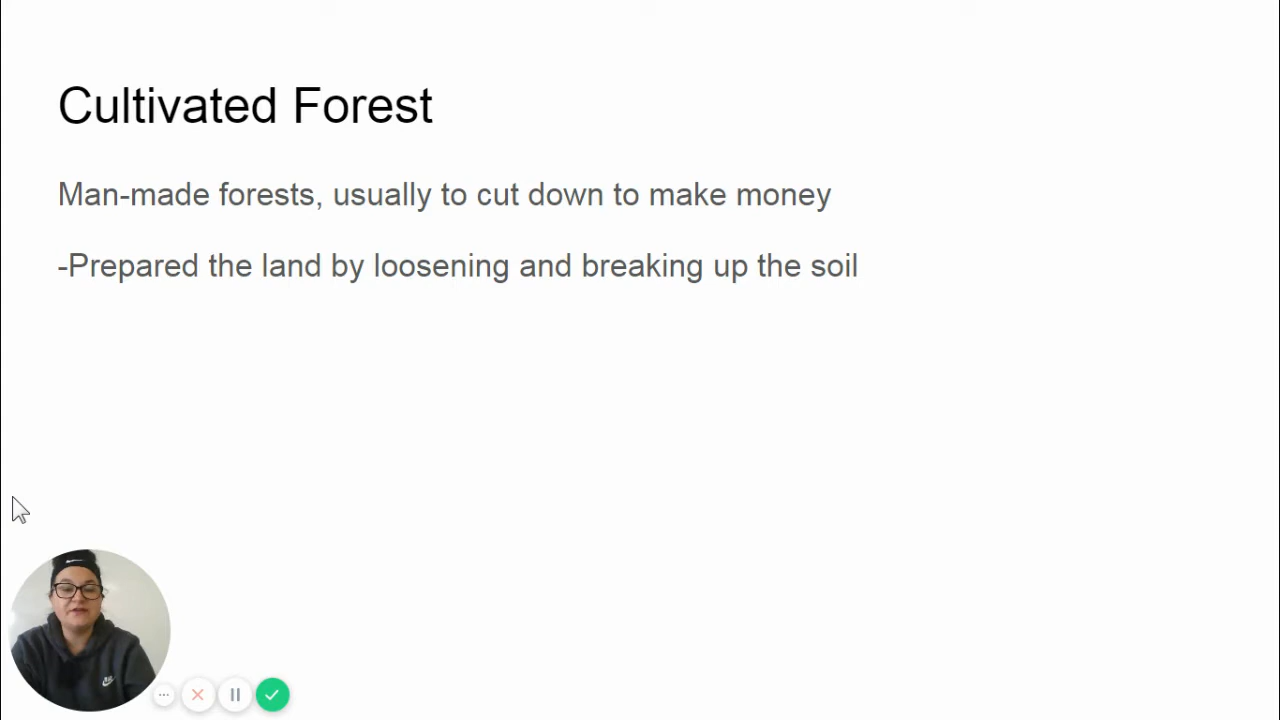 Cultivated Forest
Man-made forests, usually to cut down to make money
-Prepared the land by loosening and breaking up the soil